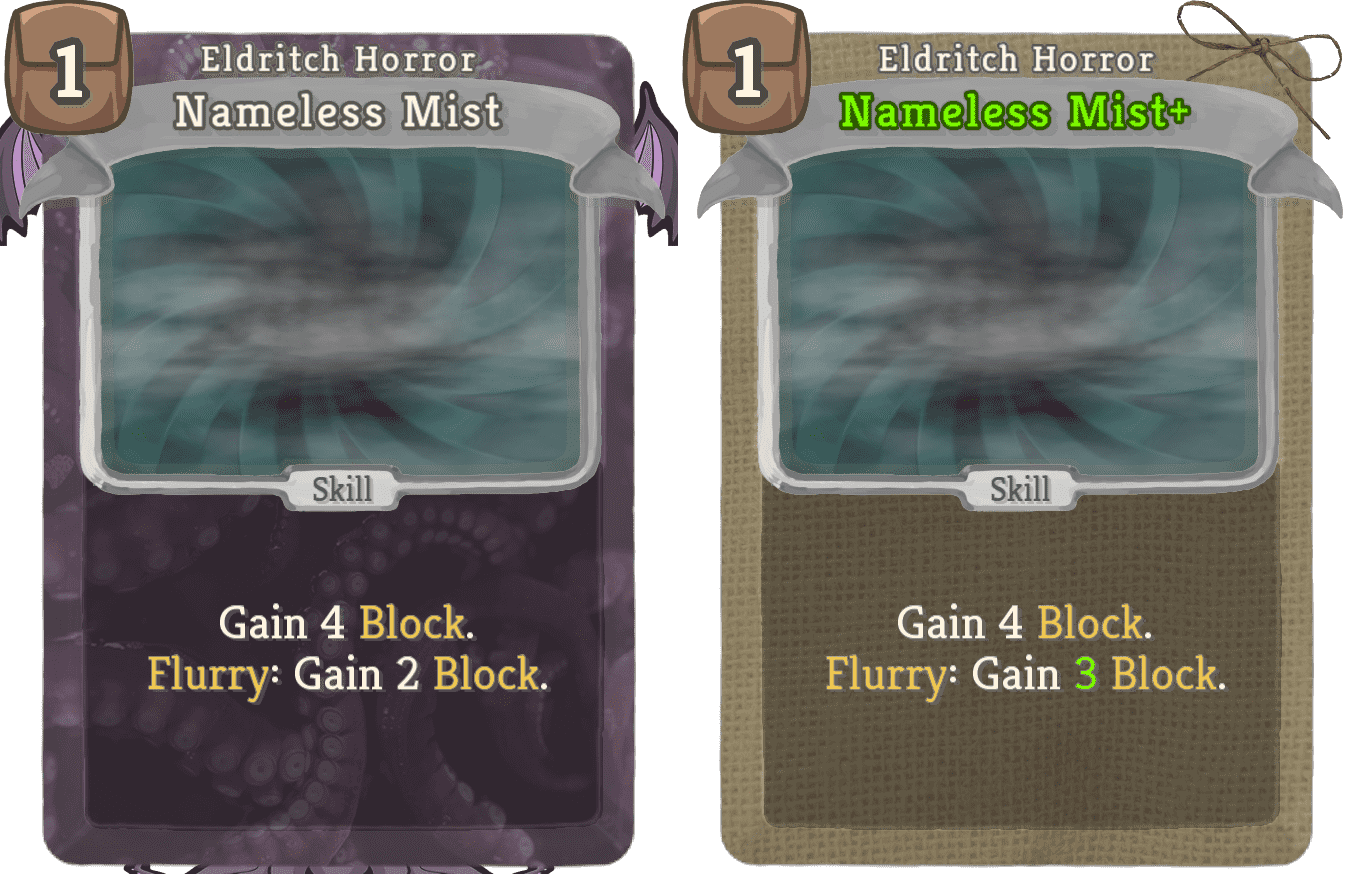 1
Eldritch Horror
Nameless Mist
Skill
Gain 4 Block.
Flurry: Gain 2 Block.
1
Eldritch Horror
Nameless Mist+
Skill
Gain 4 Block.
Flurry: Gain 3 Block.